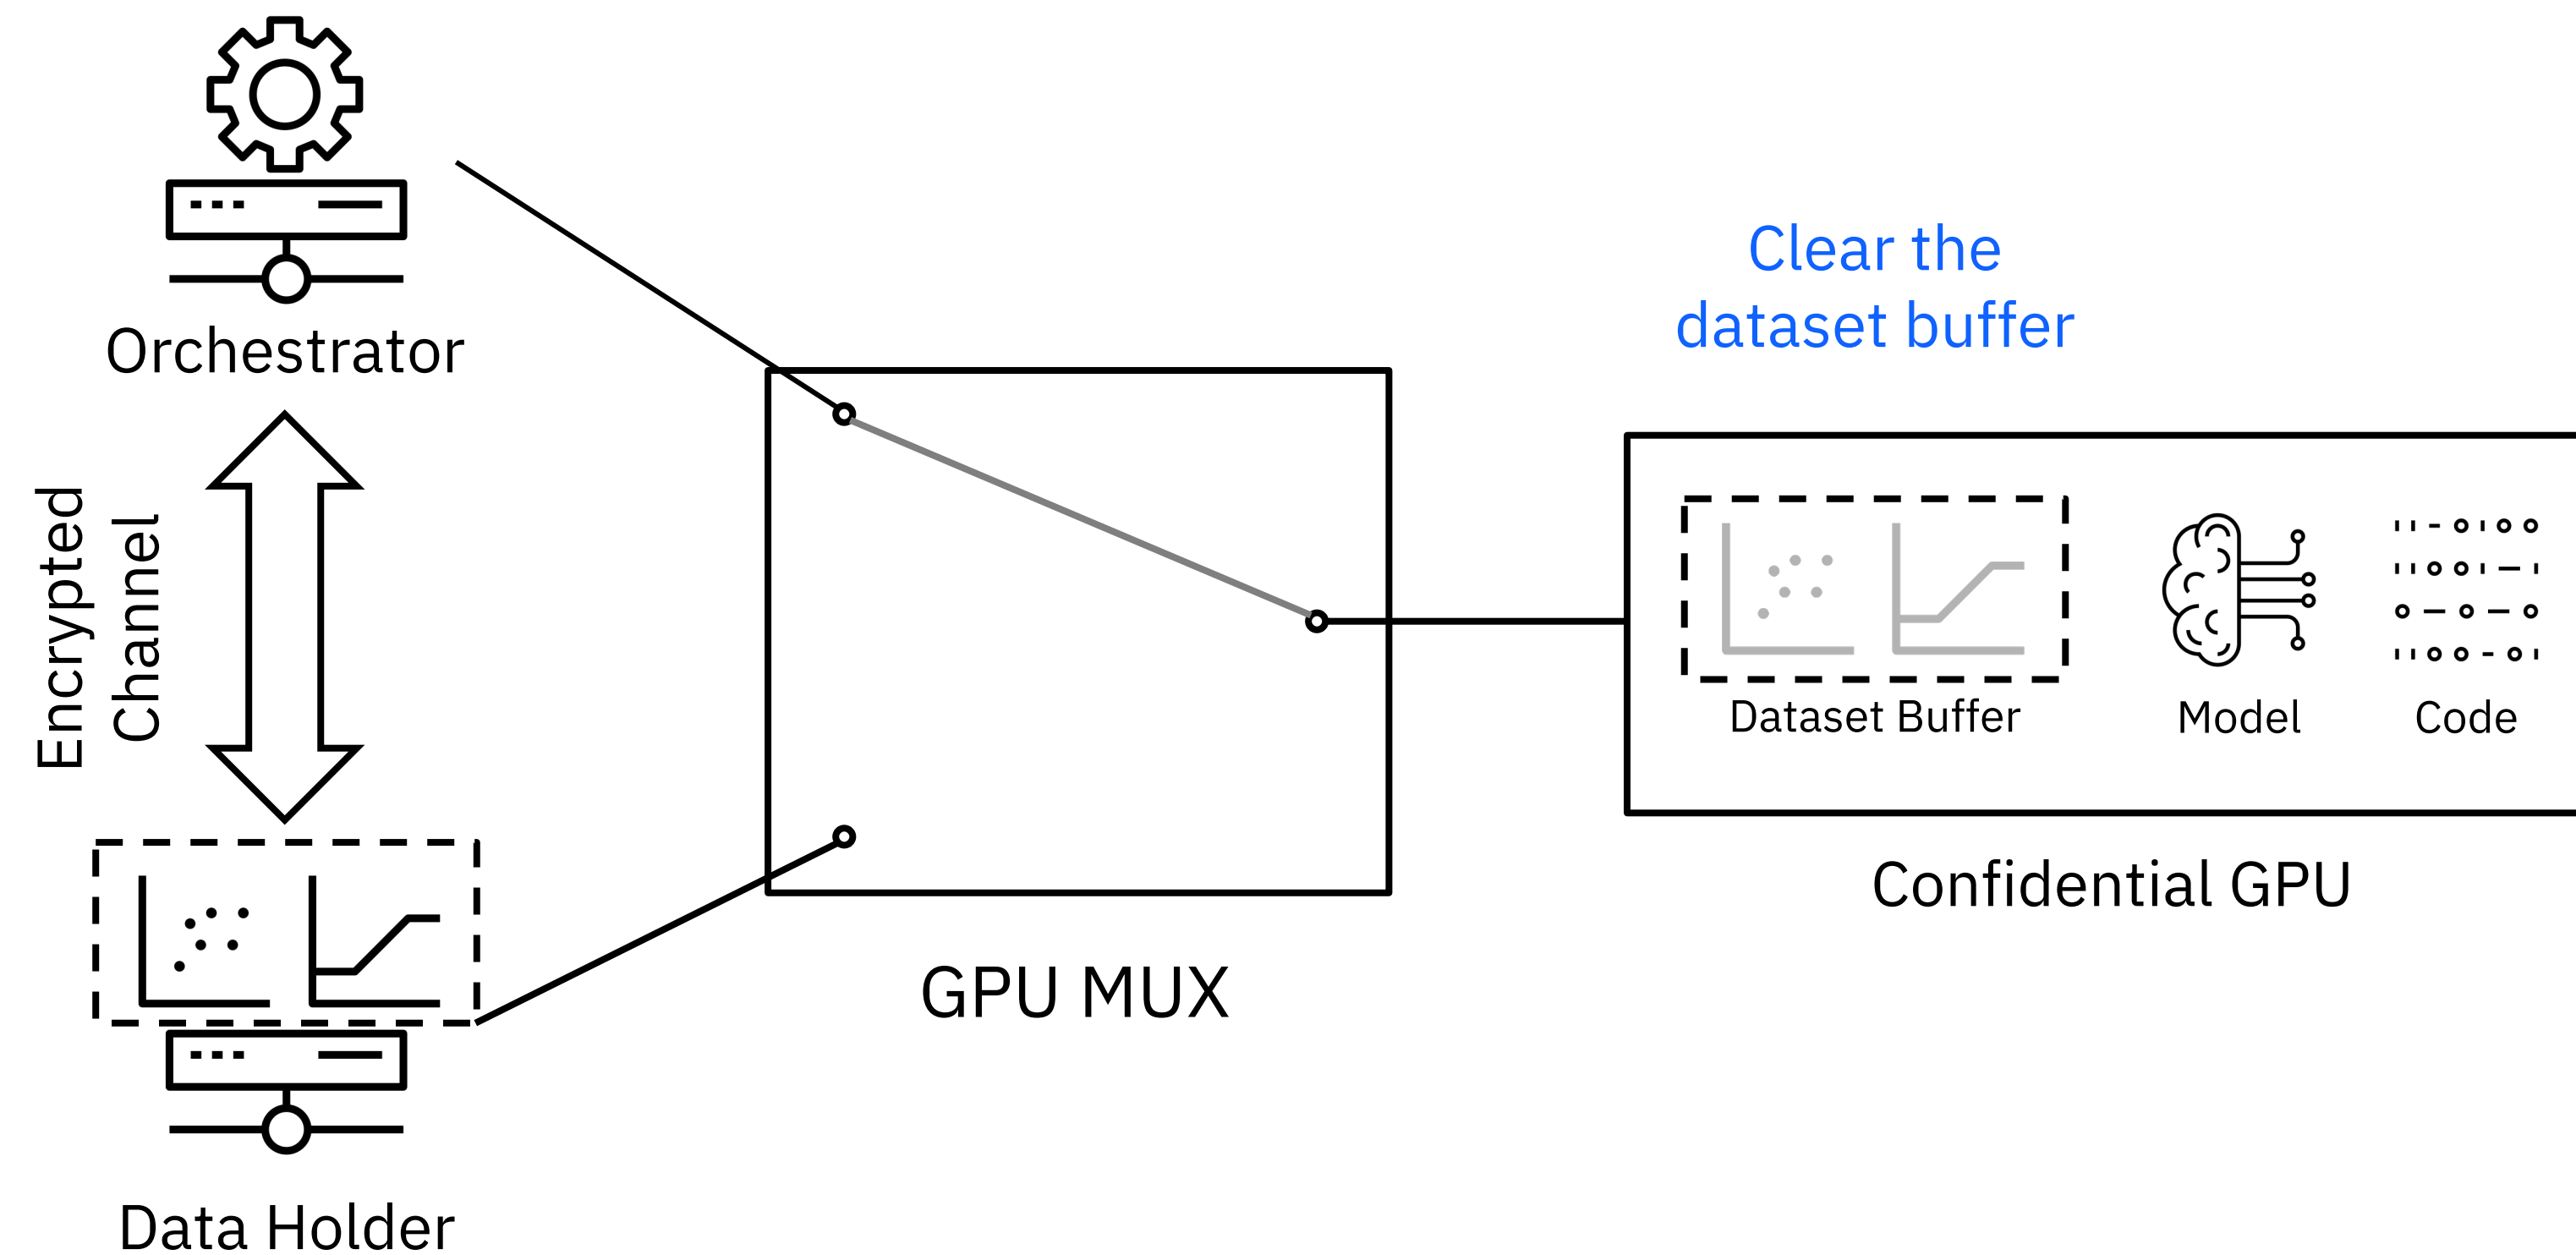 Orchestrator
Encrypted
Channel
Data Holder
GPU MUX
Clear the
dataset buffer
Dataset Buffer
Model
Code
Confidential GPU